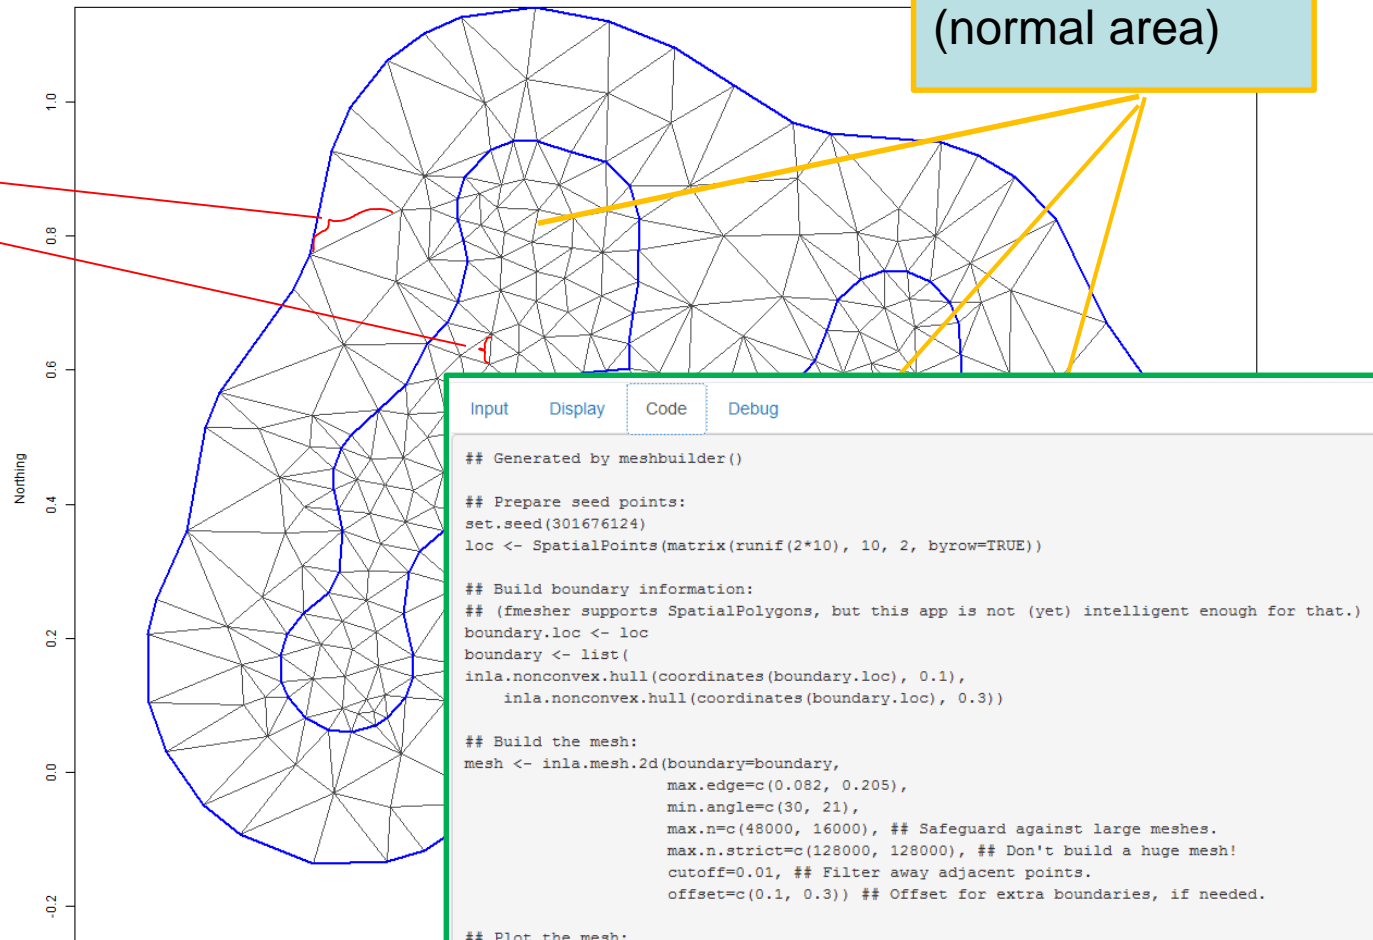 (normal area)
1.0
0.8
0.6
0.4
0.2
0.0
-0.2
Northing
Input Display Code Debug
## Generated by meshbuilder()
## Prepare seed points:
set.seed(301676124)
loc <- SpatialPoints(matrix(runif(2*10), 10, 2, byrow=TRUE))
## Build boundary information:
## (fmesher supports SpatialPolygons, but this app is not (yet) intelligent enough for that.)
boundary.loc <- loc
boundary <- list(
inla.nonconvex.hull(coordinates(boundary.loc), 0.1),
    inla.nonconvex.hull(coordinates(boundary.loc), 0.3))
## Build the mesh:
mesh <- inla.mesh.2d(boundary=boundary,
                     max.edge=c(0.082, 0.205),
                     min.angle=c(30, 21),
                     max.n=c(48000, 16000), ## Safeguard against large meshes.
                     max.n.strict=c(128000, 128000), ## Don't build a huge mesh!
                     cutoff=0.01, ## Filter away adjacent points.
                     offset=c(0.1, 0.3)) ## Offset for extra boundaries, if needed.
## Plot the mesh: